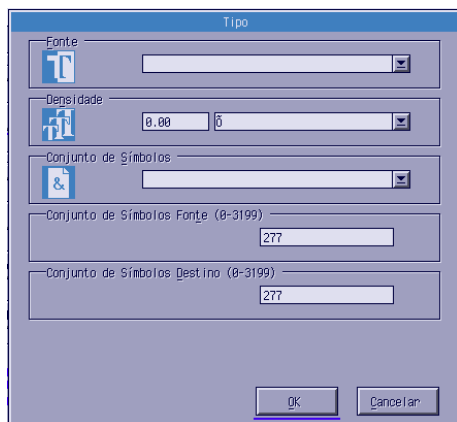 Tipo
Fonte
Densidade
0.00 õ
Conjunto de Símbolos
Conjunto de Símbolos Fonte (0-3199)
277
Conjunto de Símbolos Destino (0-3199)
277
OK Cancelar